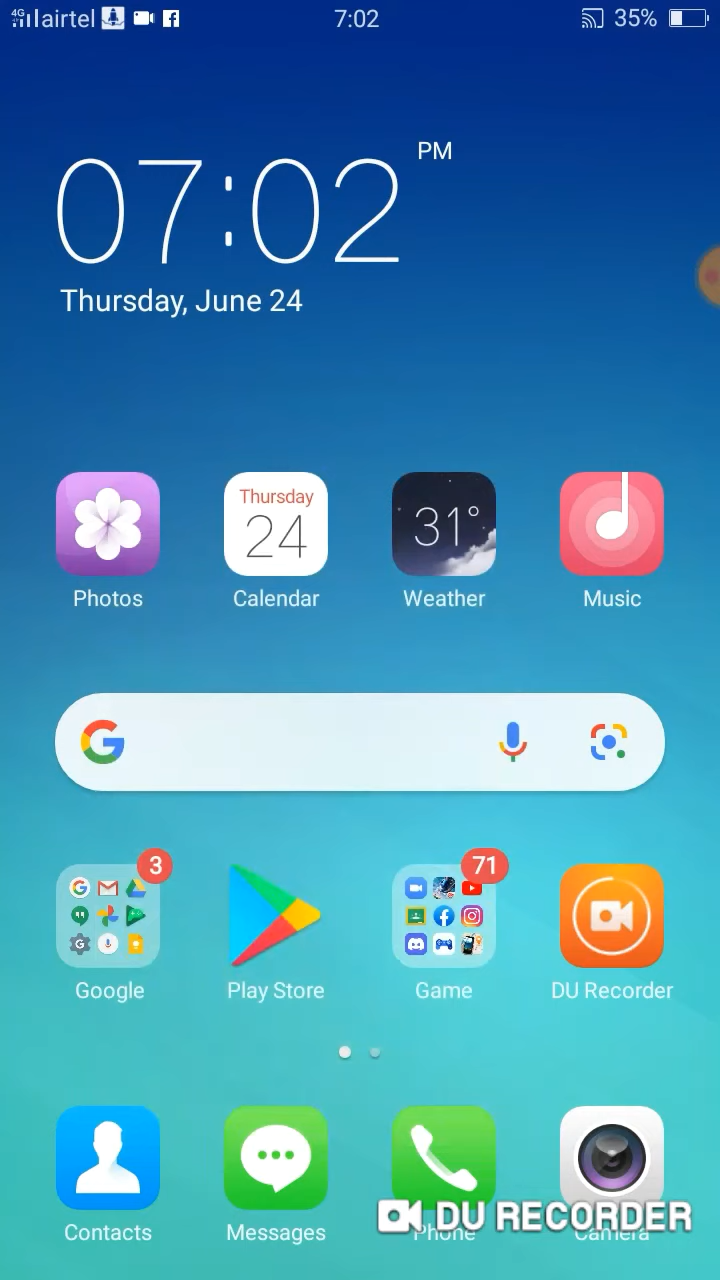 4G airtel 7:02 35%
07:02 PM
Thursday, June 24
Thursday
24
31°
Photos Calendar Weather Music
3
71
Google Play Store Game DU Recorder
DU RECORDER
Contacts Messages Phone Camera